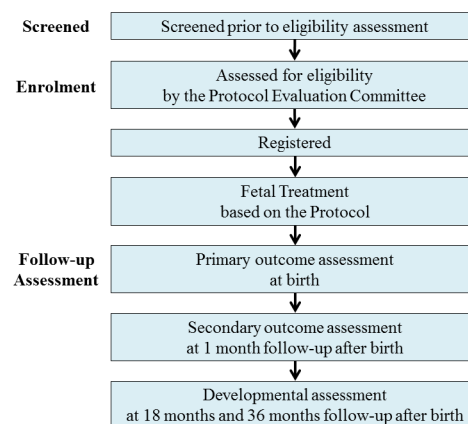 Screened
Screened prior to eligibility assessment
Enrolment
Assessed for eligibility
by the Protocol Evaluation Committee
Registered
Fetal Treatment
based on the Protocol
Follow-up
Assessment
Primary outcome assessment
at birth
Secondary outcome assessment
at 1 month follow-up after birth
Developmental assessment
at 18 months and 36 months follow-up after birth